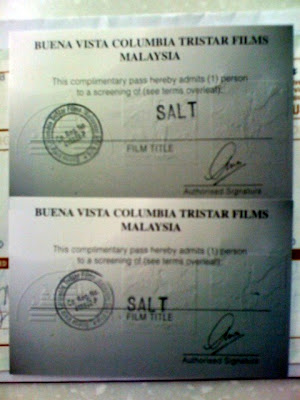 BUENA VISTA COLUMBIA TRISTAR FILMS
MALAYSIA
This complimentary pass hereby admits (1) person
to a screening of (see terms overleaf):
SALT
FILM TITLE
Authorised Signature
BUENA VISTA COLUMBIA TRISTAR FILMS
MALAYSIA
This complimentary pass hereby admits (1) person
to a screening of (see terms overleaf):
SALT
FILM TITLE
Authorised Signature